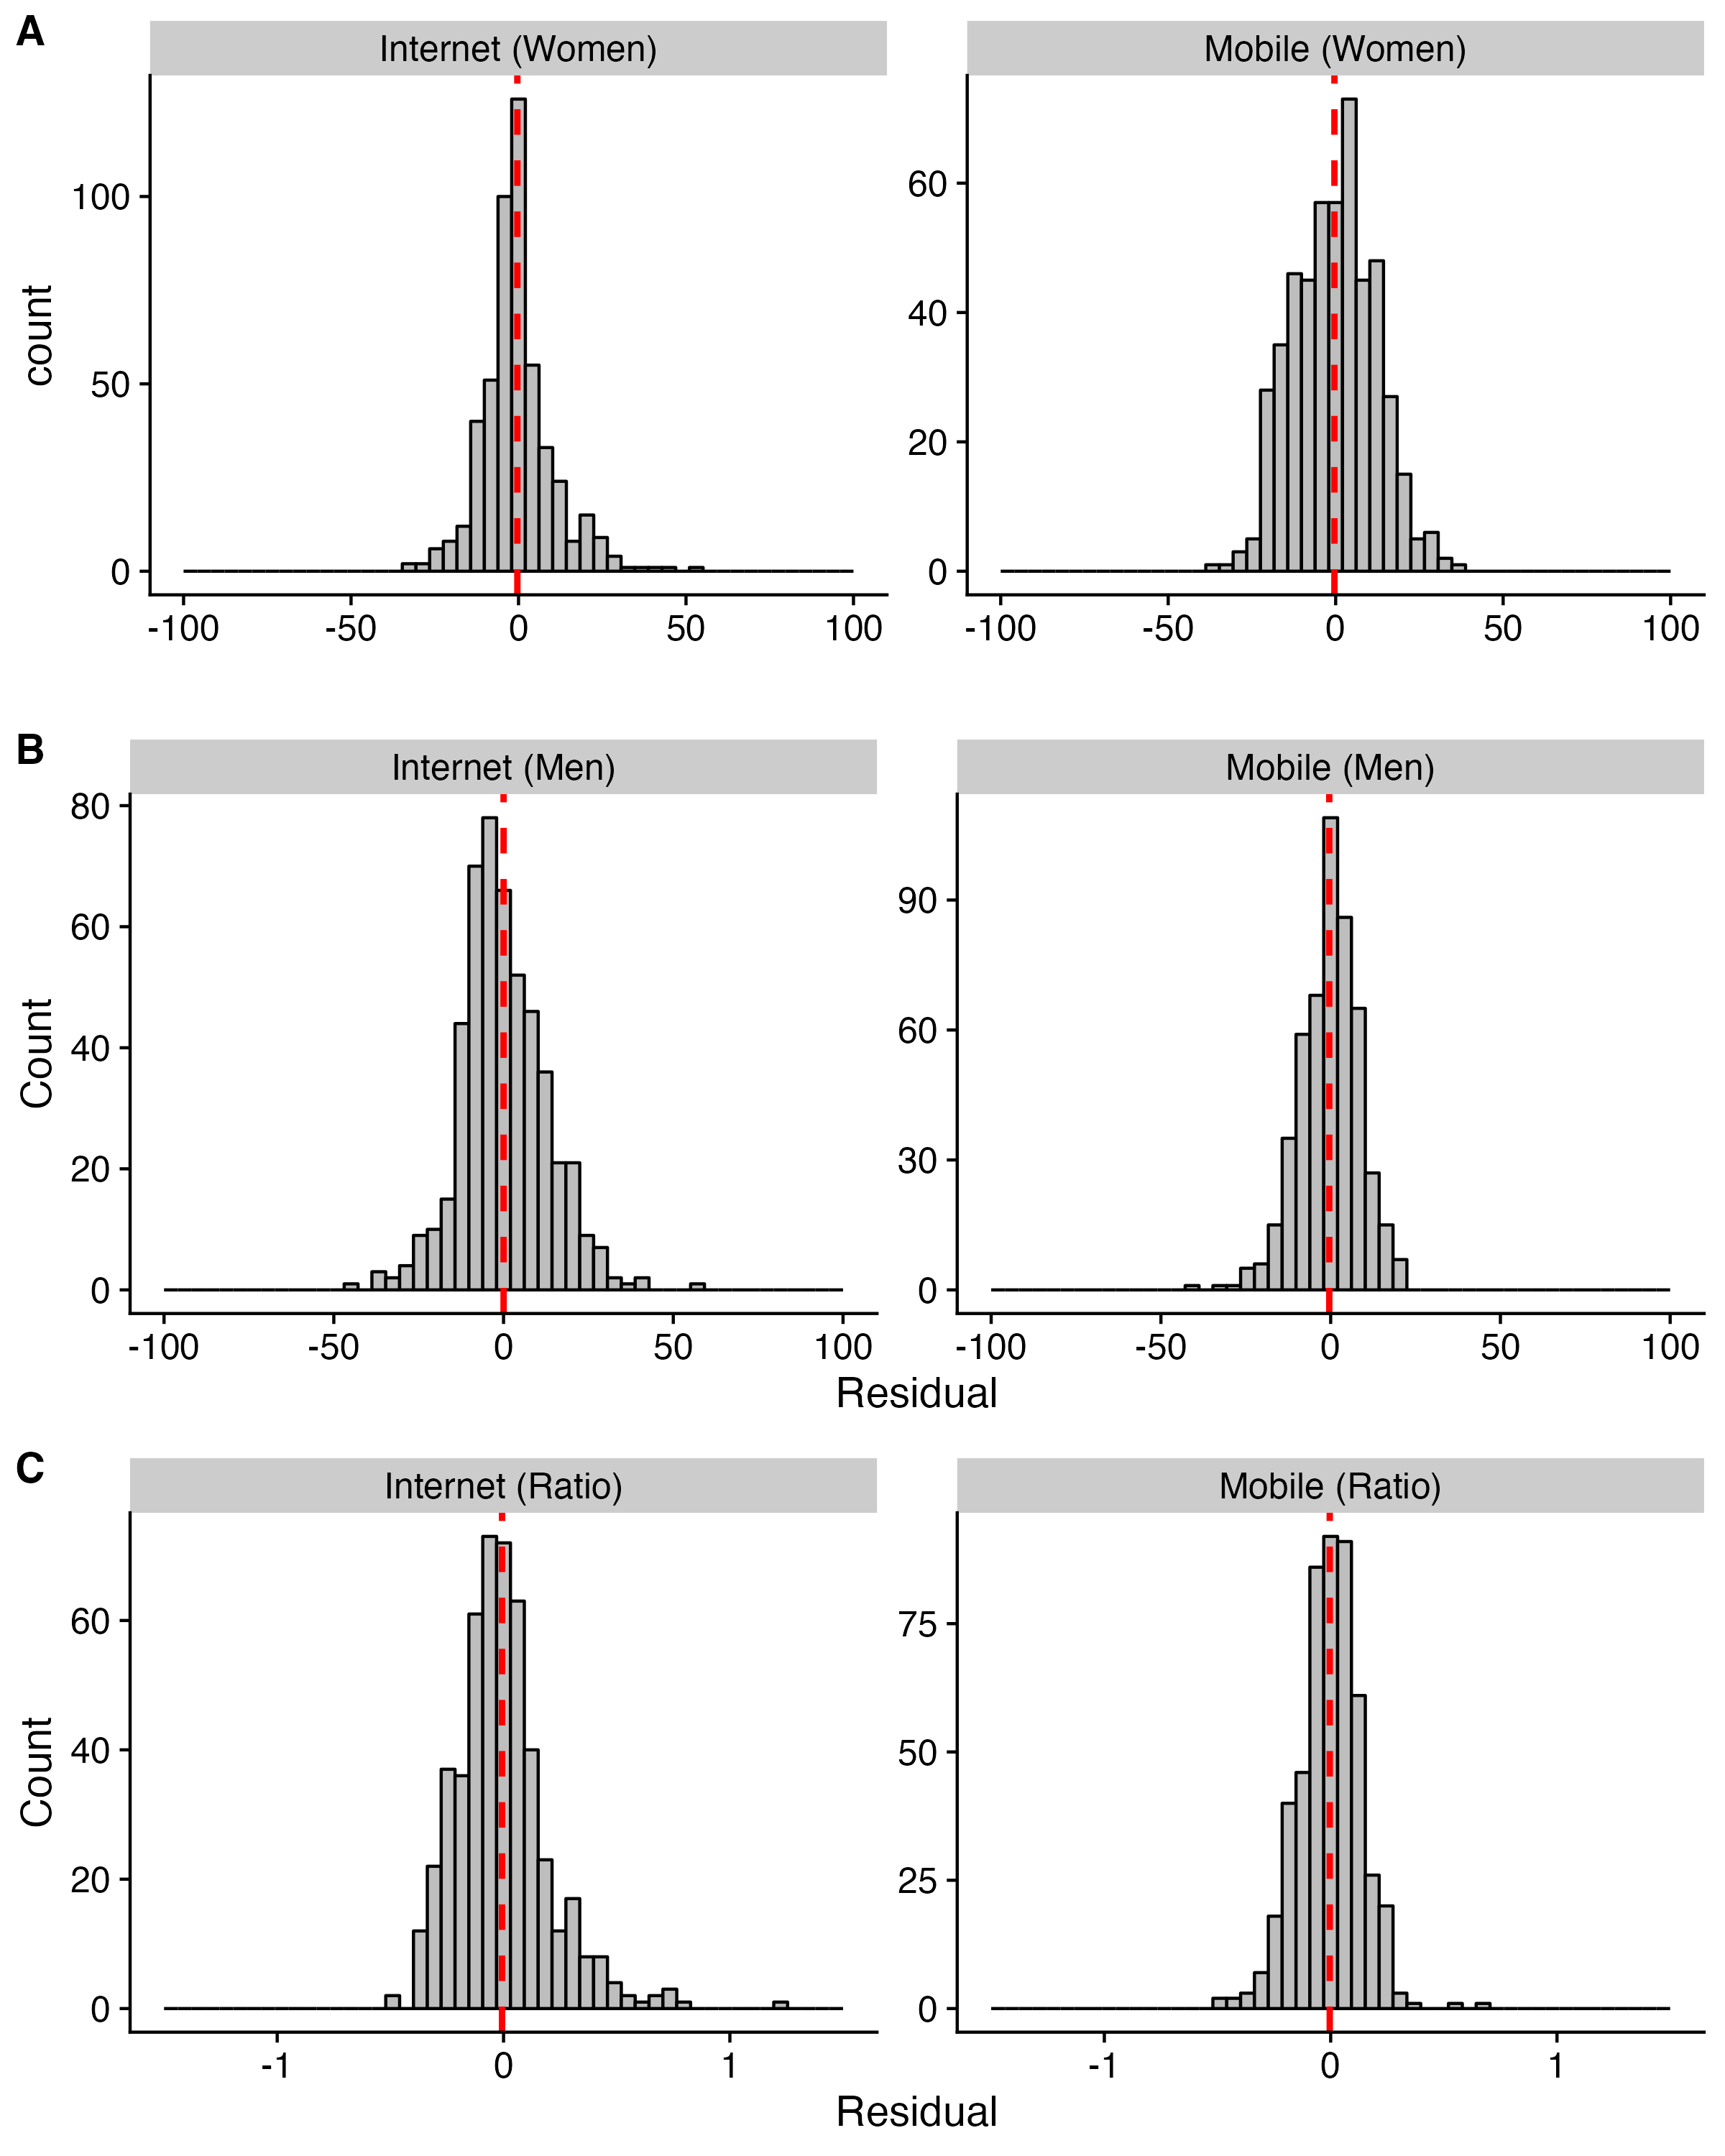 A
Internet (Women)
Mobile (Women)
count
100
50
0
-100 -50 0 50 100
60
40
20
0
-100 -50 0 50 100
B
Internet (Men)
Mobile (Men)
Count
80
60
40
20
0
-100 -50 0 50 100
90
60
30
0
-100 -50 0 50 100
Residual
C
Internet (Ratio)
Mobile (Ratio)
Count
60
40
20
0
-1 0 1
75
50
25
0
-1 0 1
Residual